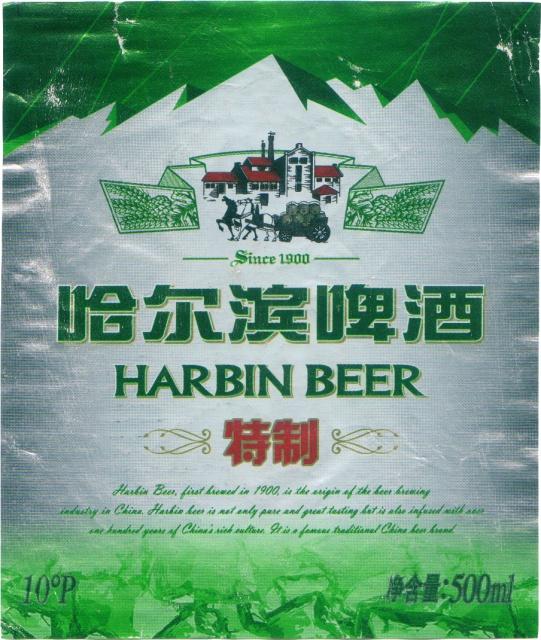 Since 1900
哈尔滨啤酒
HARBIN BEER
特制
Harbin Beer, first brewed in 1900, is the origin of the beer brewing
industry in China. Harbin beer is not only pure and great tasting but is also infused with over
one hundred years of China's rich culture. It is a famous traditional China beer brand.
10°P
净含量:500ml